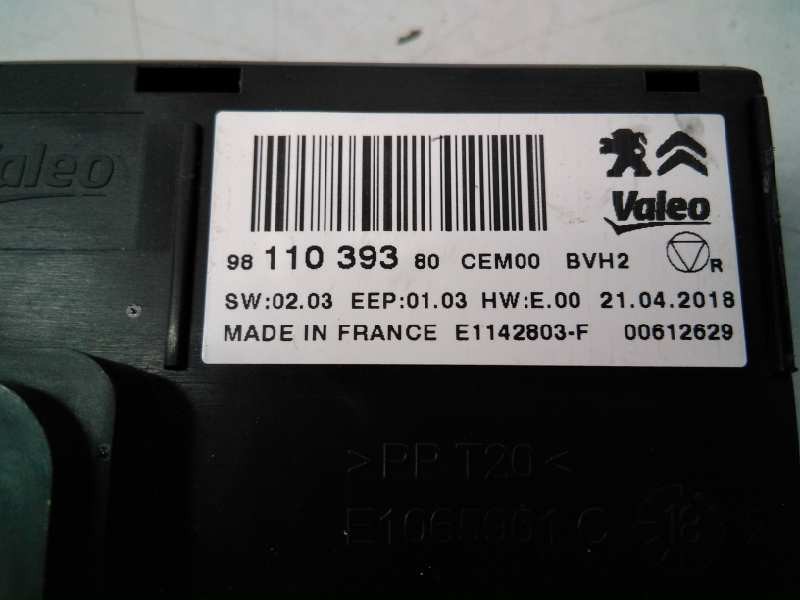 Valeo
Valeo
98 110 393 80 CEM00 BVH2 R
SW:02.03 EEP:01.03 HW:E.00 21.04.2018
MADE IN FRANCE E1142803-F 00612629
>PP T20<
18